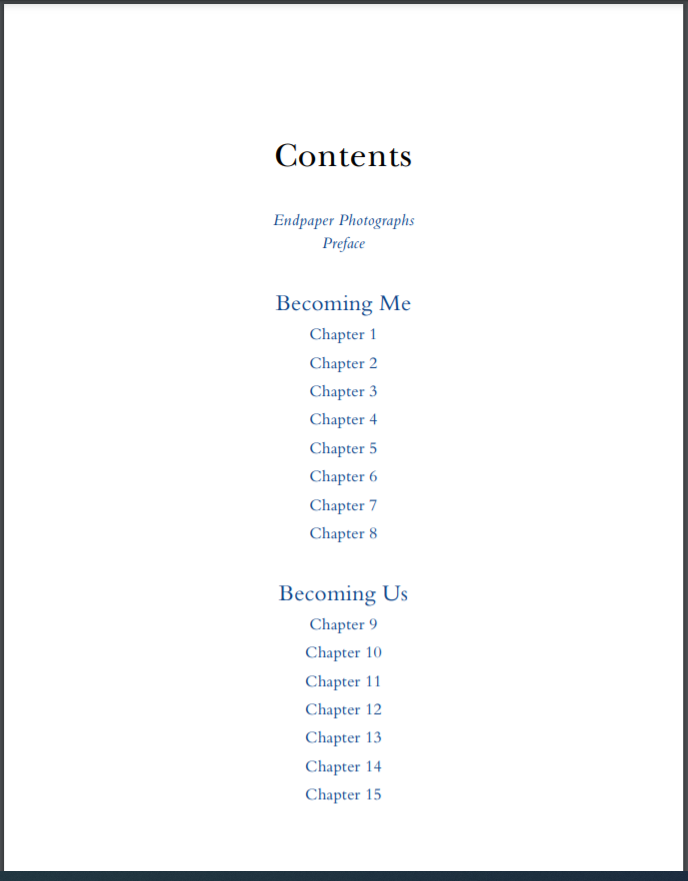 Contents
Endpaper Photographs
Preface
Becoming Me
Chapter 1
Chapter 2
Chapter 3
Chapter 4
Chapter 5
Chapter 6
Chapter 7
Chapter 8
Becoming Us
Chapter 9
Chapter 10
Chapter 11
Chapter 12
Chapter 13
Chapter 14
Chapter 15